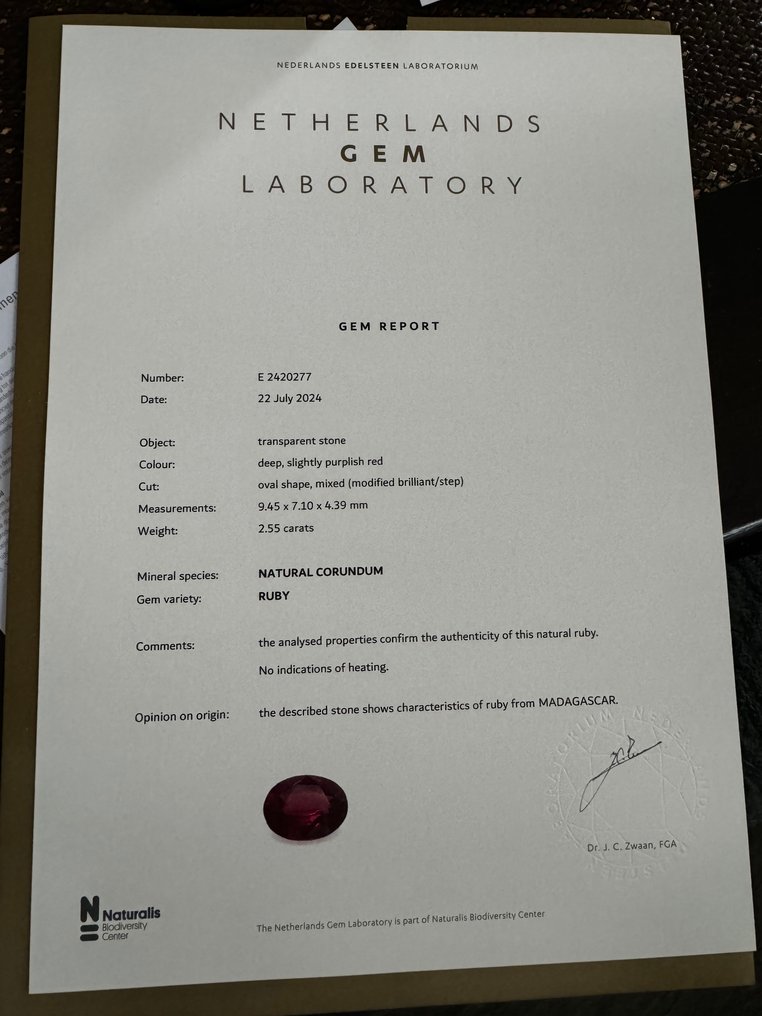 NEDERLANDS EDELSTEEN LABORATORIUM
NETHERLANDS
GEM
LABORATORY
GEM REPORT
Number: E 2420277
Date: 22 July 2024
Object: transparent stone
Colour: deep, slightly purplish red
Cut: oval shape, mixed (modified brilliant/step)
Measurements: 9.45 x 7.10 x 4.39 mm
Weight: 2.55 carats
Mineral species: NATURAL CORUNDUM
Gem variety: RUBY
Comments: the analysed properties confirm the authenticity of this natural ruby.
No indications of heating.
Opinion on origin: the described stone shows characteristics of ruby from MADAGASCAR.
Dr. J. C. Zwaan, FGA
N Naturalis
Biodiversity
Center
The Netherlands Gem Laboratory is part of Naturalis Biodiversity Center